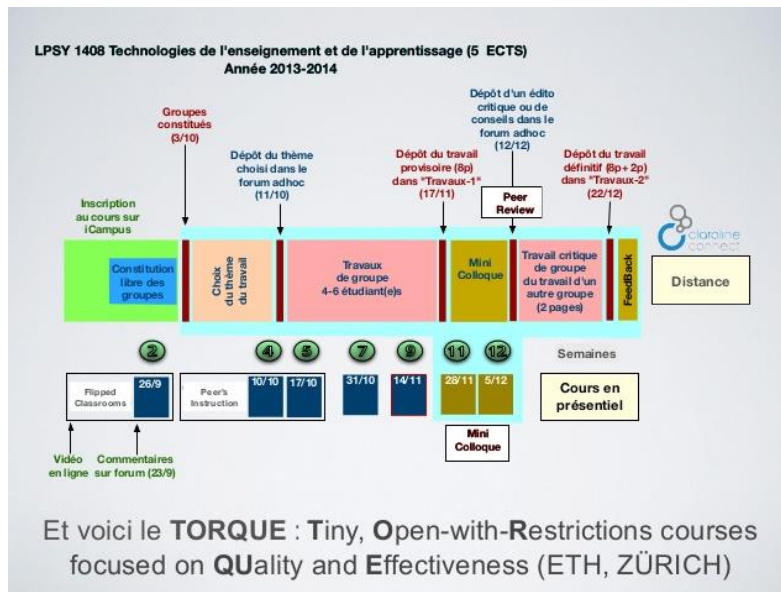 LPSY 1408 Technologies de l'enseignement et de l'apprentissage (5 ECTS)
Année 2013-2014
Groupes
constitués
(3/10)
Dépôt du thème
choisi dans le
forum adhoc
(11/10)
Dépôt du travail
provisoire (8p)
dans "Travaux-1"
(17/11)
Dépôt d'un édito
critique ou de
conseils dans le
forum adhoc
(12/12)
Peer
Review
Dépôt du travail
définitif (8p+ 2p)
dans "Travaux-2"
(22/12)
Inscription
au cours sur
iCampus
Constitution
libre des
groupes
Choix
du thème
du travail
Travaux
de groupe
4-6 étudiant(e)s
Mini
Colloque
Travail critique
de groupe
du travail d'un
autre groupe
(2 pages)
FeedBack
claroline
connect
Distance
2
4
5
7
9
11
12
Semaines
Flipped
Classrooms
26/9
Peer's
Instruction
10/10
17/10
31/10
14/11
28/11
5/12
Cours en
présentiel
Mini
Colloque
Vidéo
en ligne
Commentaires
sur forum (23/9)
Et voici le TORQUE : Tiny, Open-with-Restrictions courses
focused on QUality and Effectiveness (ETH, ZÜRICH)